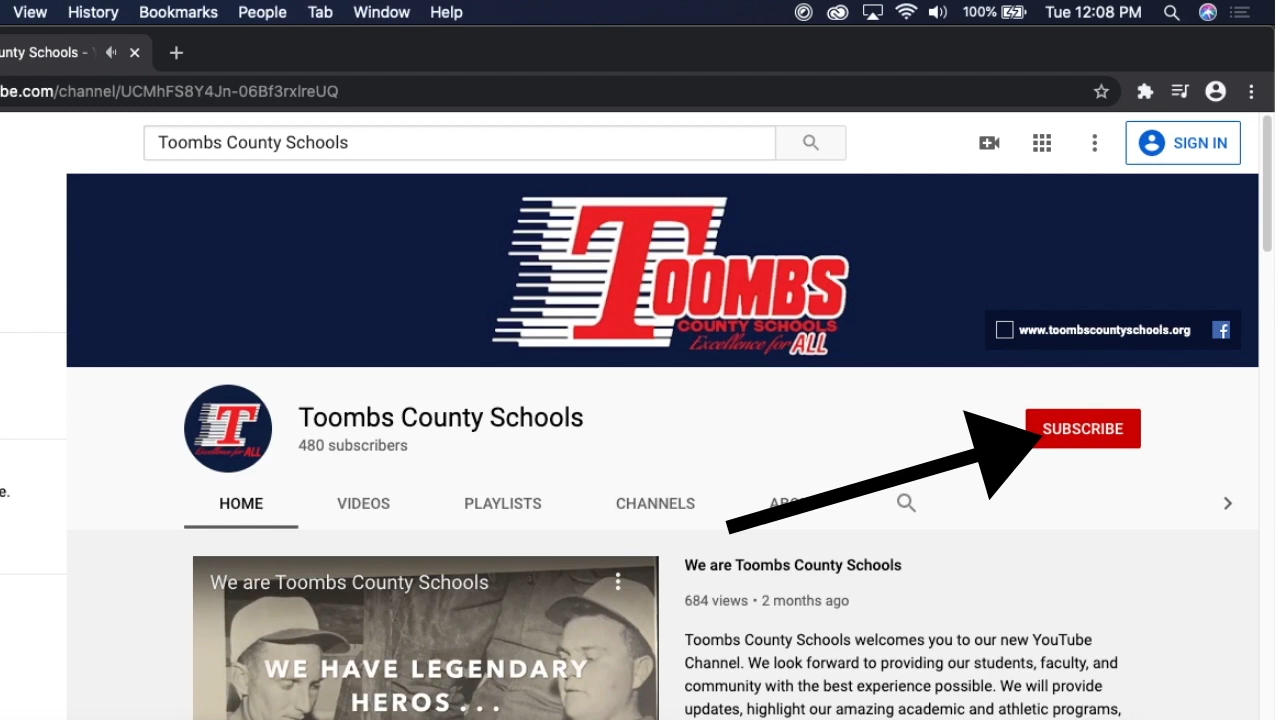 View History Bookmarks People Tab Window Help 100% Tue 12:08 PM
unty Schools -
be.com/channel/UCMhFS8Y4Jn-06Bf3rxlreUQ
Toombs County Schools
SIGN IN
TOOMBS
COUNTY SCHOOLS
Excellence for ALL
www.toombscountyschools.org f
T
Excellence for ALL
Toombs County Schools
480 subscribers
SUBSCRIBE
HOME VIDEOS PLAYLISTS CHANNELS
e.
We are Toombs County Schools
WE HAVE LEGENDARY
HEROS . . .
We are Toombs County Schools
684 views • 2 months ago
Toombs County Schools welcomes you to our new YouTube
Channel. We look forward to providing our students, faculty, and
community with the best experience possible. We will provide
updates, highlight our amazing academic and athletic programs,